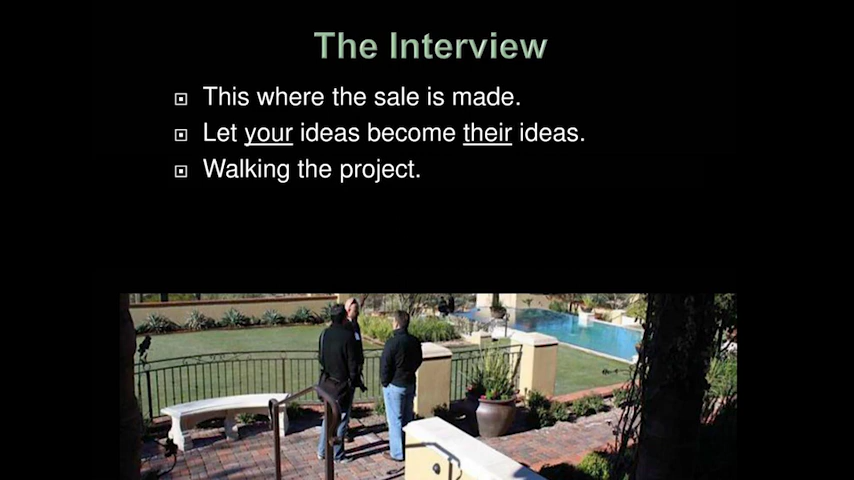 The Interview
This where the sale is made.
Let your ideas become their ideas.
Walking the project.